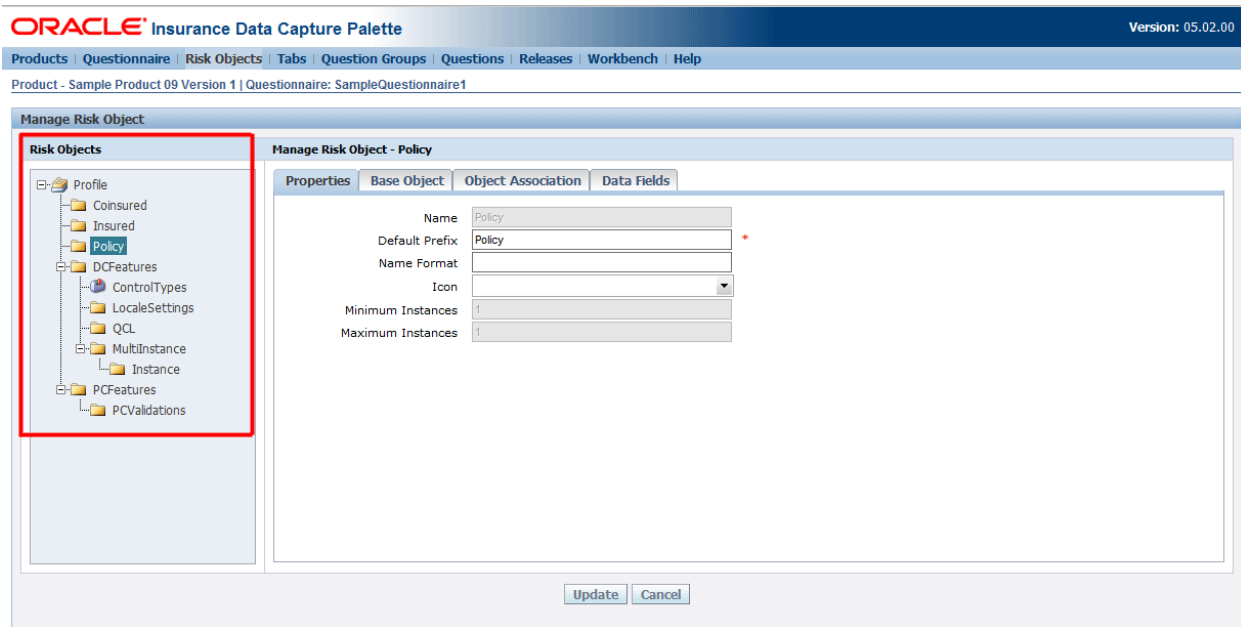 ORACLE® Insurance Data Capture Palette Version: 05.02.00
Products | Questionnaire | Risk Objects | Tabs | Question Groups | Questions | Releases | Workbench | Help
Product - Sample Product 09 Version 1 | Questionnaire: SampleQuestionnaire1
Manage Risk Object
Risk Objects
Profile
Coinsured
Insured
Policy
DCFeatures
ControlTypes
LocaleSettings
QCL
MultiInstance
Instance
PCFeatures
PCValidations
Manage Risk Object - Policy
Properties Base Object Object Association Data Fields
Name Policy
Default Prefix Policy *
Name Format
Icon
Minimum Instances 1
Maximum Instances 1
Update Cancel